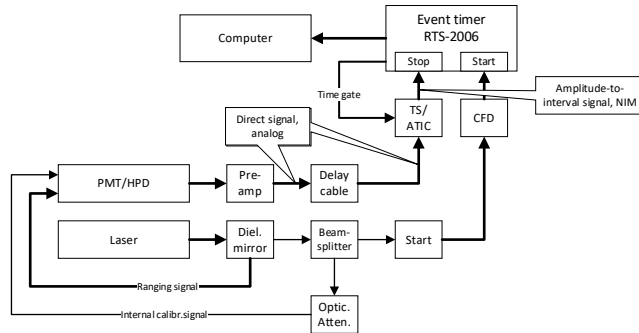 Event timer
RTS-2006
Computer
Stop
Start
Time gate
Amplitude-to-
interval signal, NIM
Direct signal,
analog
TS/
ATIC
CFD
PMT/HPD
Pre-
amp
Delay
cable
Laser
Diel.
mirror
Beam-
splitter
Start
Ranging signal
Internal calibr.signal
Optic.
Atten.